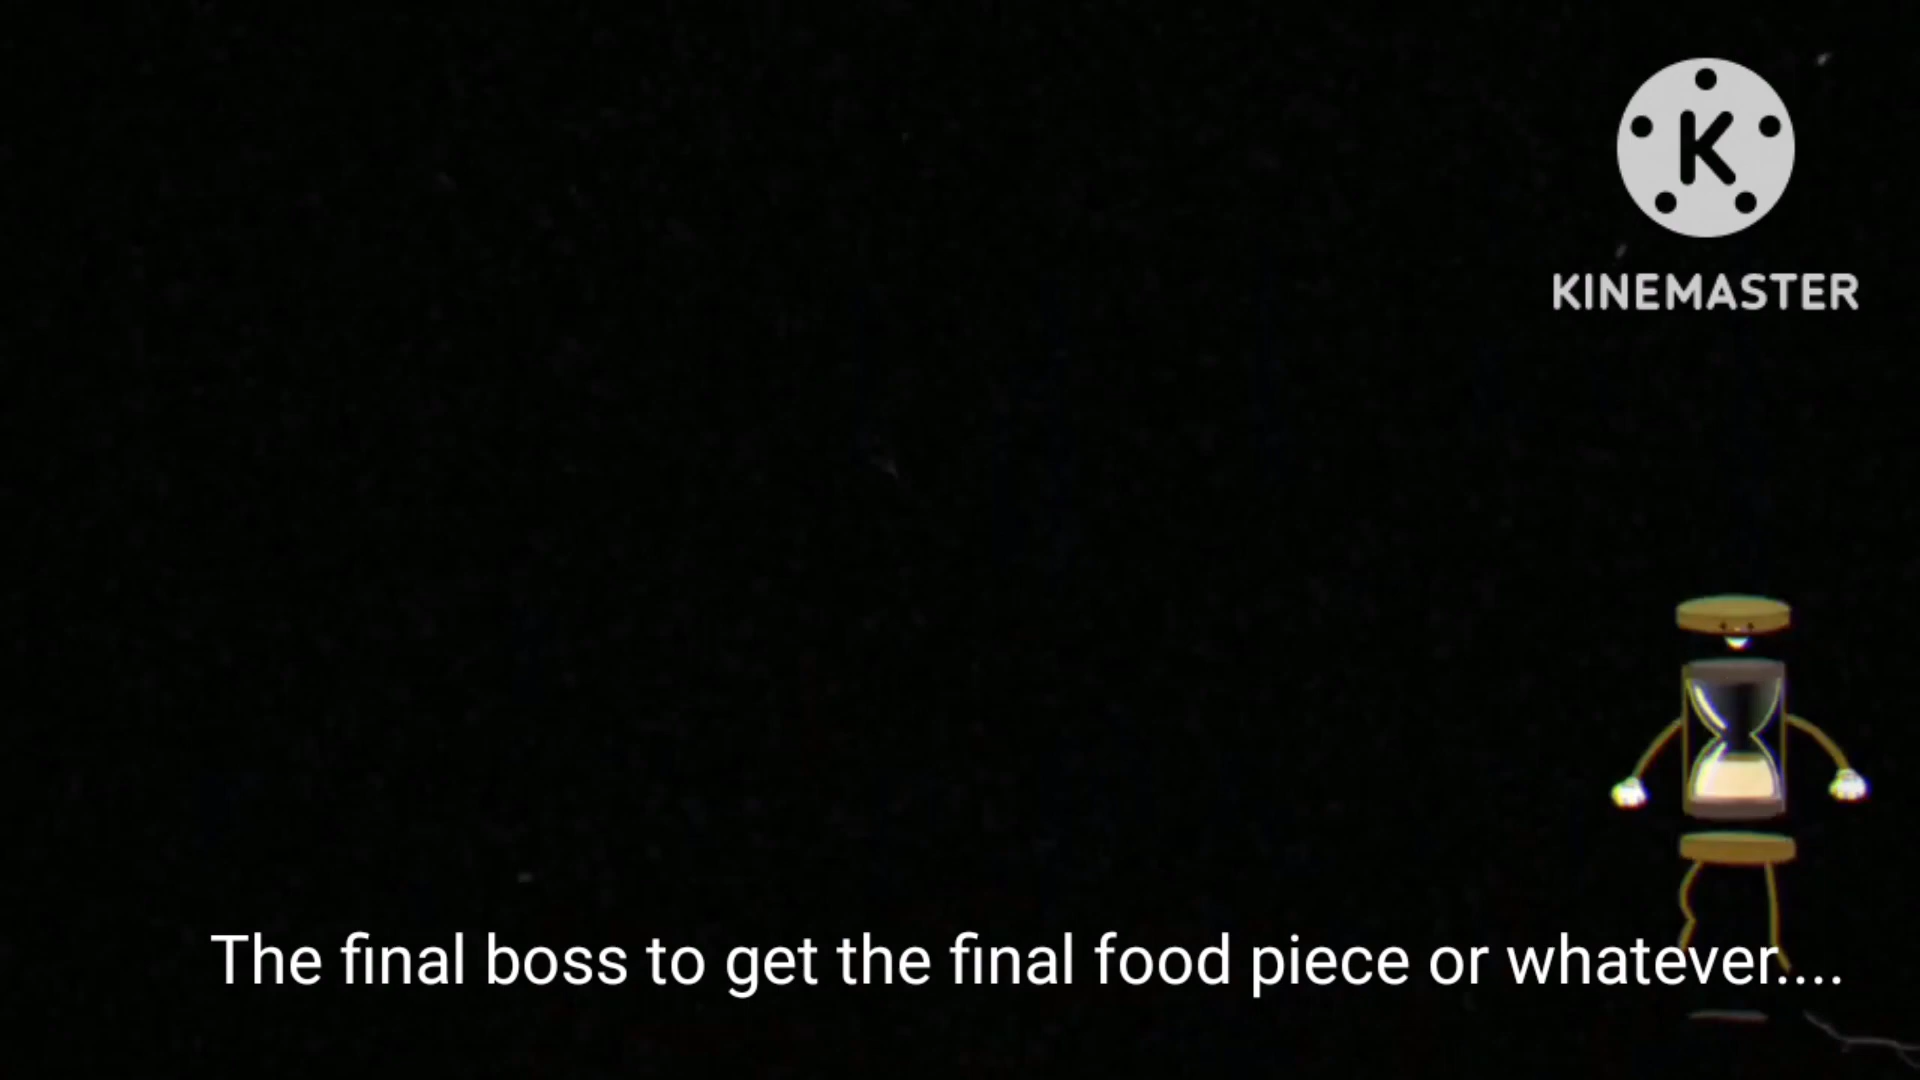 K
KINEMASTER
The final boss to get the final food piece or whatever....